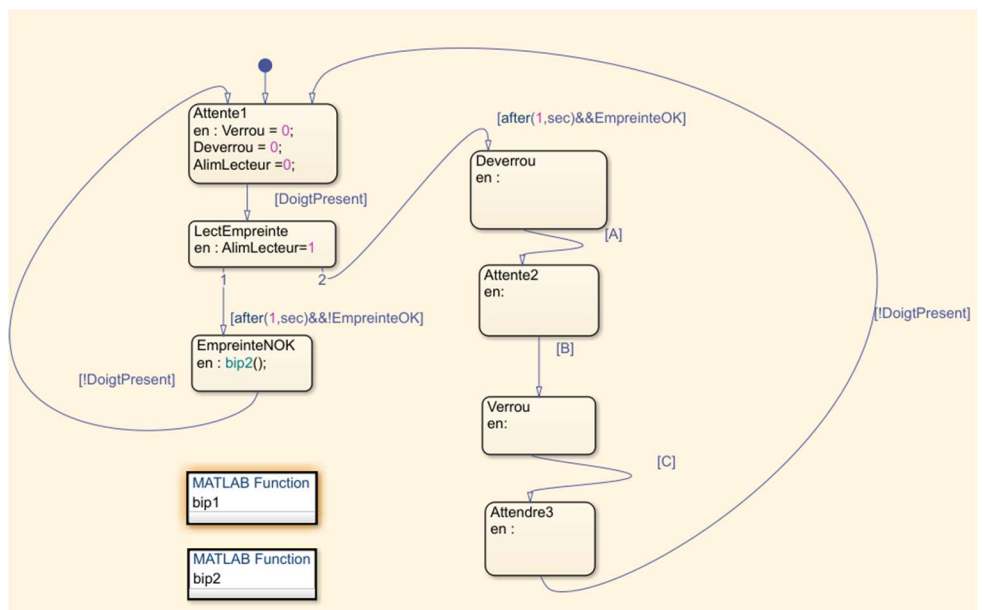 Attente1
en : Verrou = 0;
Deverrou = 0;
AlimLecteur =0;
[DoigtPresent]
LectEmpreinte
en : AlimLecteur=1
1
2
[after(1,sec)&&!EmpreinteOK]
EmpreinteNOK
en : bip2();
[!DoigtPresent]
[after(1,sec)&&EmpreinteOK]
Deverrou
en :
[A]
Attente2
en:
[B]
Verrou
en:
[C]
Attendre3
en :
[!DoigtPresent]
MATLAB Function
bip1
MATLAB Function
bip2